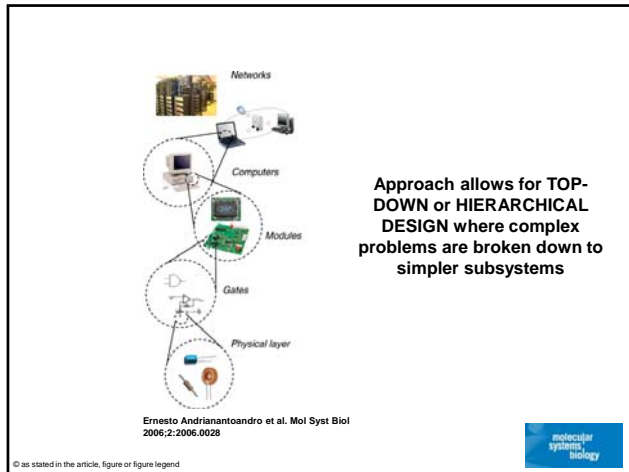 Networks
Computers
Modules
Gates
Physical layer
Approach allows for TOP-
DOWN or HIERARCHICAL
DESIGN where complex
problems are broken down to
simpler subsystems
Ernesto Andrianantoandro et al. Mol Syst Biol
2006;2:2006.0028
© as stated in the article, figure or figure legend
molecular
systems
biology